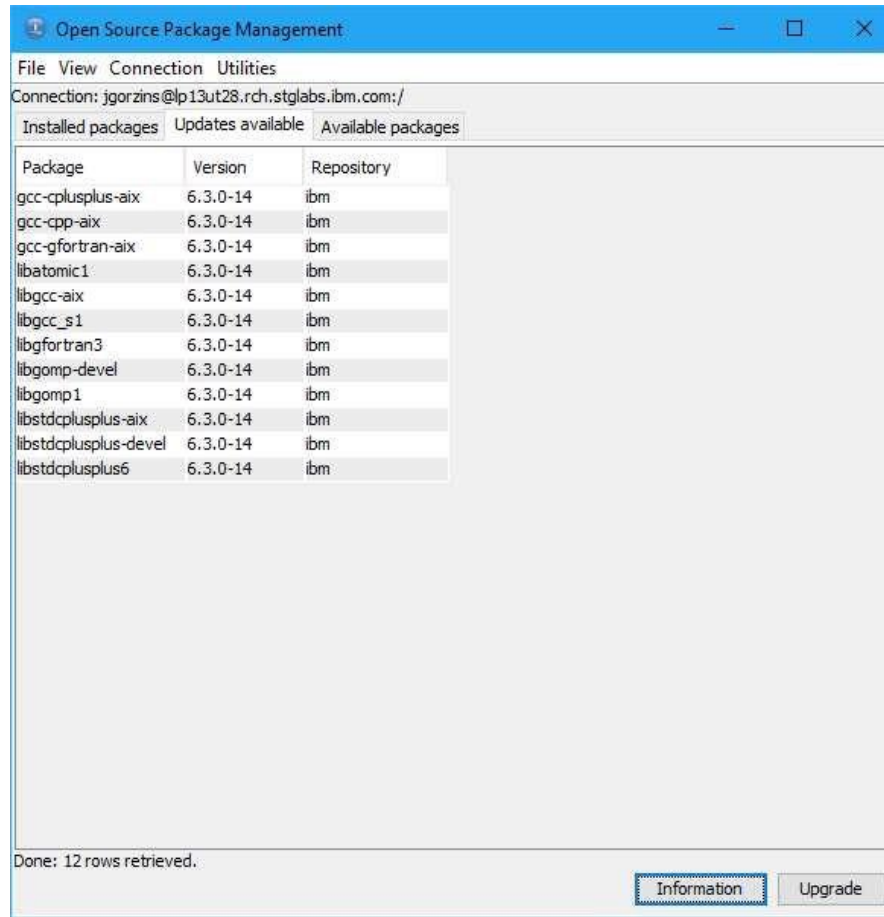 Open Source Package Management
File View Connection Utilities
Connection: jgorzins@lp13ut28.rch.stglabs.ibm.com:/
Installed packages Updates available Available packages
Package Version Repository
gcc-cplusplus-aix 6.3.0-14 ibm
gcc-cpp-aix 6.3.0-14 ibm
gcc-gfortran-aix 6.3.0-14 ibm
libatomic1 6.3.0-14 ibm
libgcc-aix 6.3.0-14 ibm
libgcc_s1 6.3.0-14 ibm
libgfortran3 6.3.0-14 ibm
libgomp-devel 6.3.0-14 ibm
libgomp1 6.3.0-14 ibm
libstdcplusplus-aix 6.3.0-14 ibm
libstdcplusplus-devel 6.3.0-14 ibm
libstdcplusplus6 6.3.0-14 ibm
Done: 12 rows retrieved.
Information Upgrade